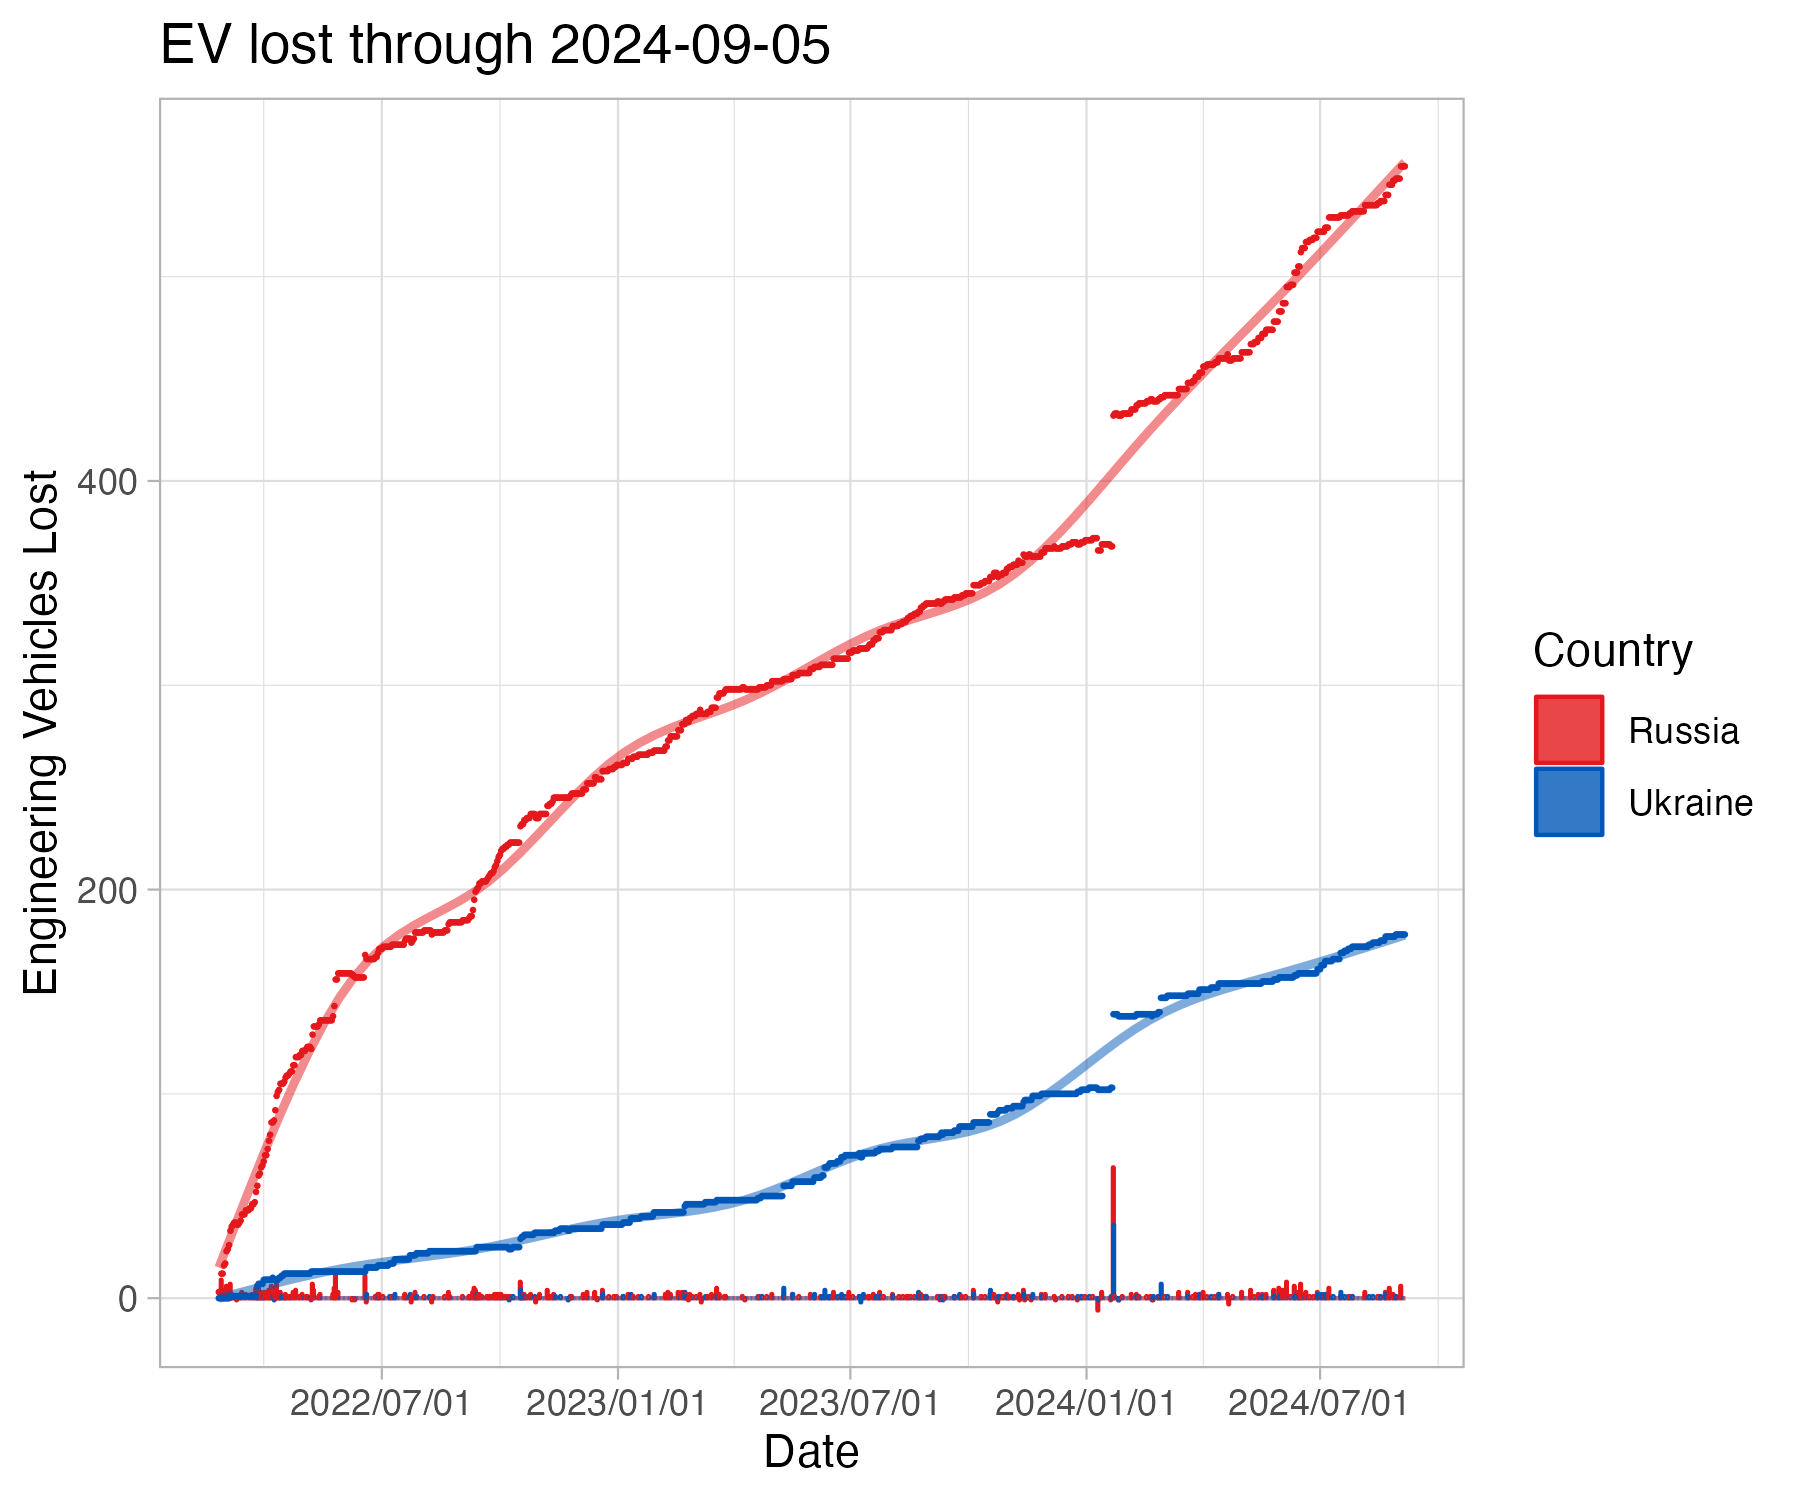 EV lost through 2024-09-05
Engineering Vehicles Lost
400
200
0
2022/07/01
2023/01/01
2023/07/01
2024/01/01
2024/07/01
Date
Country
Russia
Ukraine